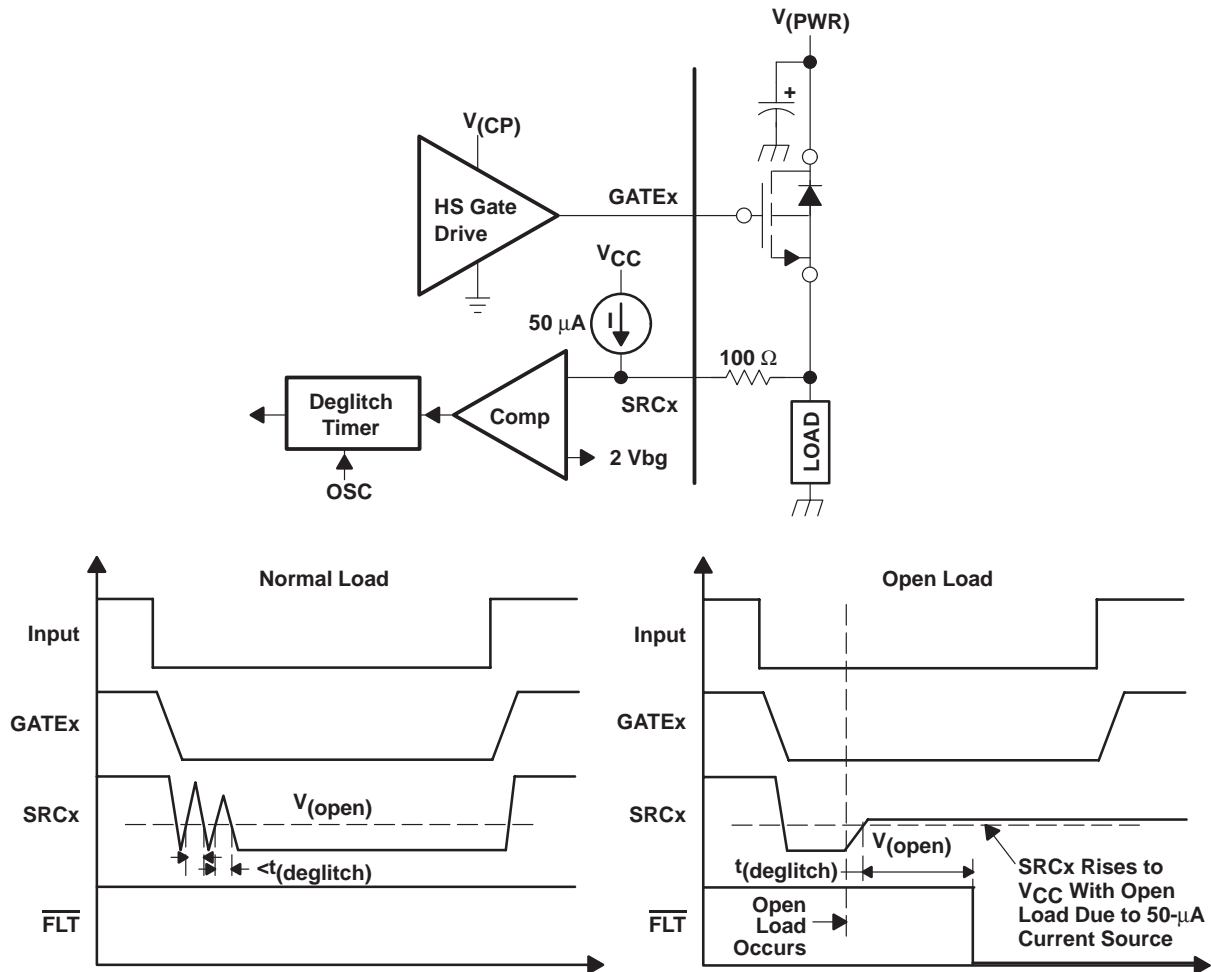 V(PWR)
+
V(CP)
HS Gate
Drive
GATEx
VCC
50 μA
I
100 Ω
SRCx
Deglitch
Timer
Comp
2 Vbg
OSC
LOAD
Normal Load
Input
GATEx
SRCx
V(open)
<t(deglitch)
FLT
Open Load
Input
GATEx
SRCx
V(open)
t(deglitch)
SRCx Rises to
VCC With Open
Load Due to 50-μA
Current Source
Open
Load
Occurs
FLT